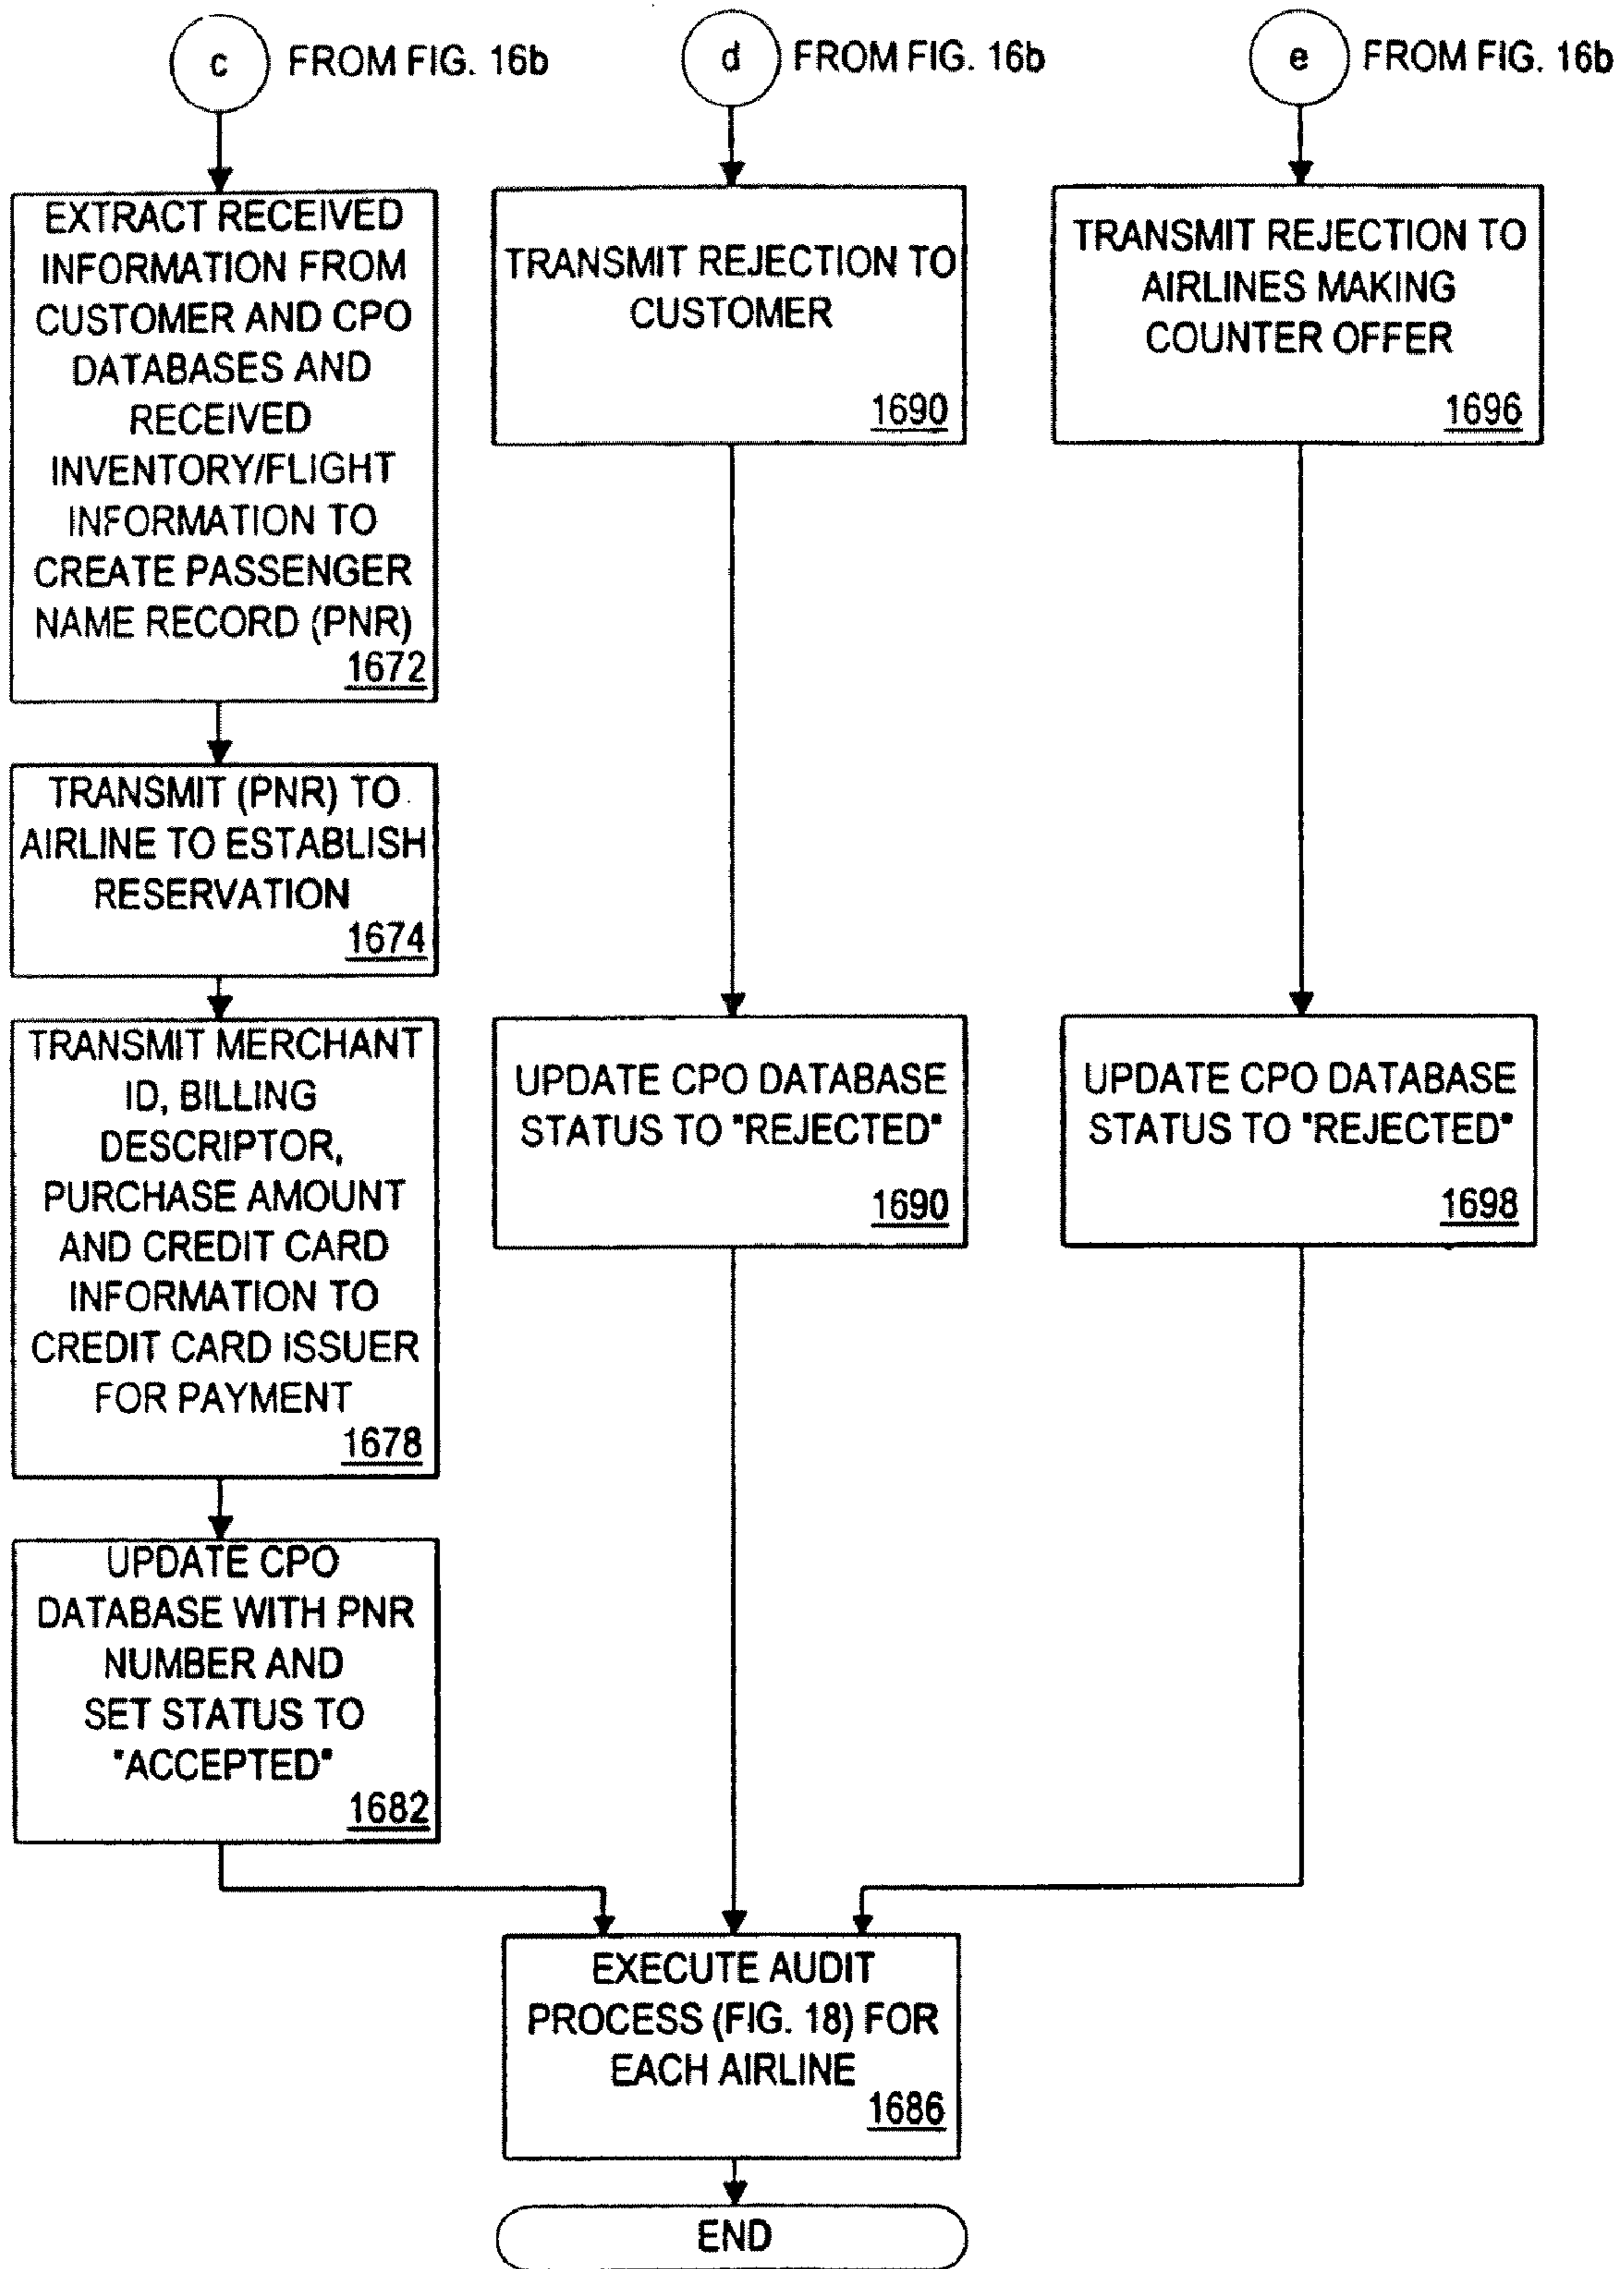 c FROM FIG. 16b
d FROM FIG. 16b
e FROM FIG. 16b
EXTRACT RECEIVED
INFORMATION FROM
CUSTOMER AND CPO
DATABASES AND
RECEIVED
INVENTORY/FLIGHT
INFORMATION TO
CREATE PASSENGER
NAME RECORD (PNR)
1672
TRANSMIT (PNR) TO
AIRLINE TO ESTABLISH
RESERVATION
1674
TRANSMIT MERCHANT
ID, BILLING
DESCRIPTOR,
PURCHASE AMOUNT
AND CREDIT CARD
INFORMATION TO
CREDIT CARD ISSUER
FOR PAYMENT
1678
UPDATE CPO
DATABASE WITH PNR
NUMBER AND
SET STATUS TO
"ACCEPTED"
1682
TRANSMIT REJECTION TO
CUSTOMER
1690
UPDATE CPO DATABASE
STATUS TO "REJECTED"
1690
TRANSMIT REJECTION TO
AIRLINES MAKING
COUNTER OFFER
1696
UPDATE CPO DATABASE
STATUS TO "REJECTED"
1698
EXECUTE AUDIT
PROCESS (FIG. 18) FOR
EACH AIRLINE
1686
END